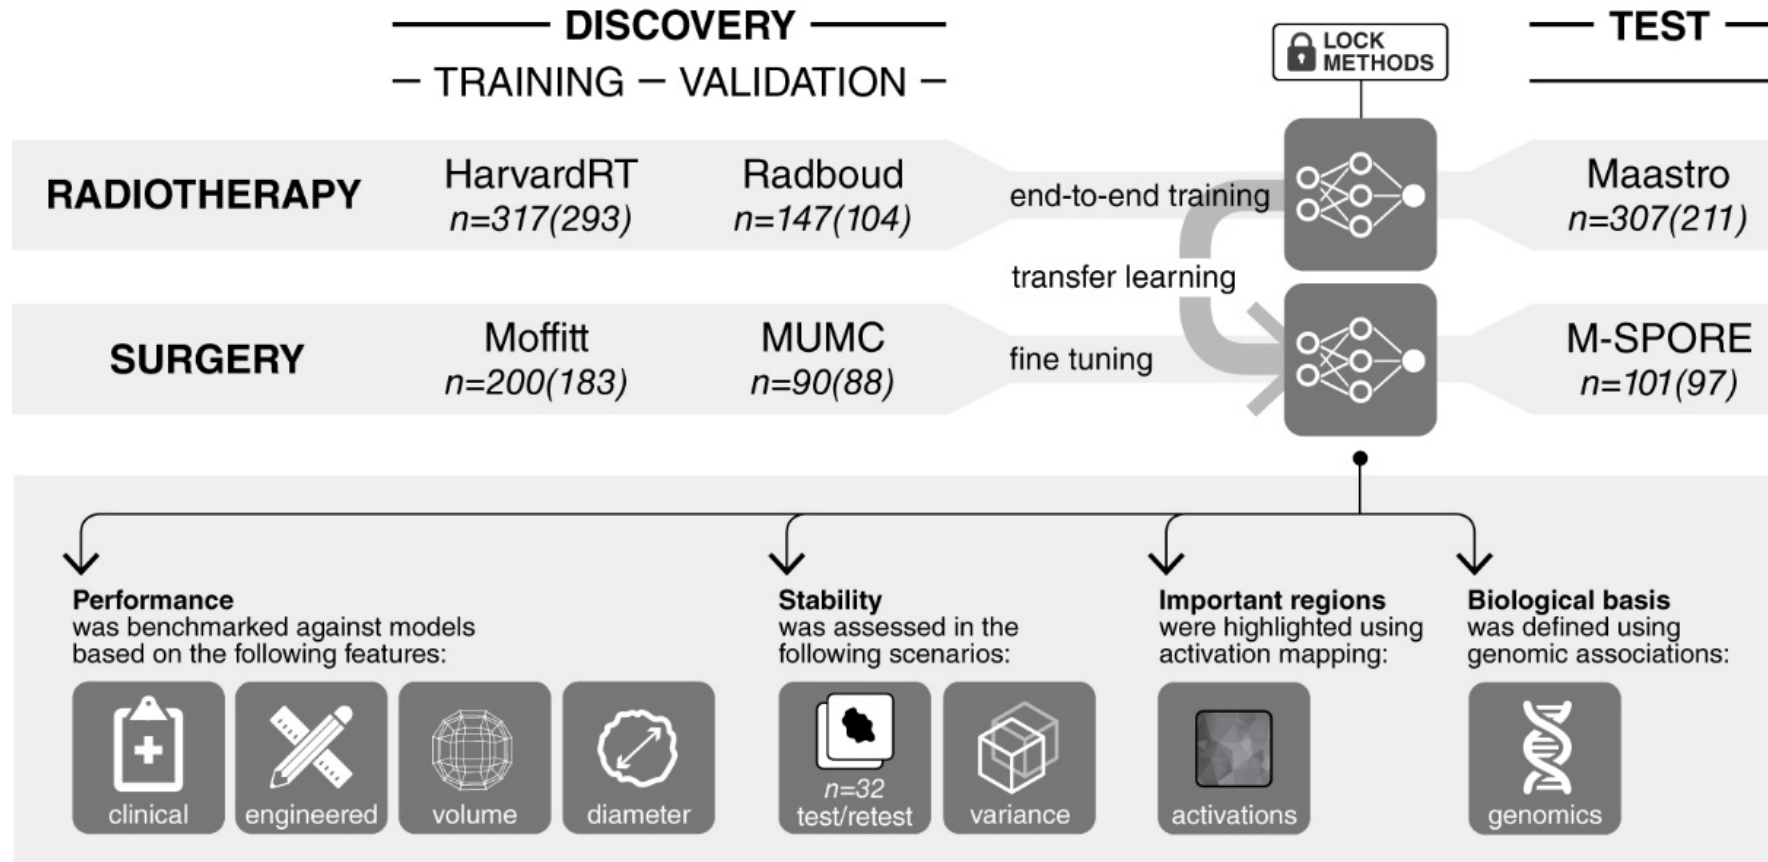 DISCOVERY
TEST
LOCK
METHODS
TRAINING
VALIDATION
RADIOTHERAPY
HarvardRT
n=317(293)
Radboud
n=147(104)
end-to-end training
Maastro
n=307(211)
transfer learning
SURGERY
Moffitt
n=200(183)
MUMC
n=90(88)
fine tuning
M-SPORE
n=101(97)
Performance
was benchmarked against models
based on the following features:
clinical
engineered
volume
diameter
Stability
was assessed in the
following scenarios:
n=32
test/retest
variance
Important regions
were highlighted using
activation mapping:
activations
Biological basis
was defined using
genomic associations:
genomics